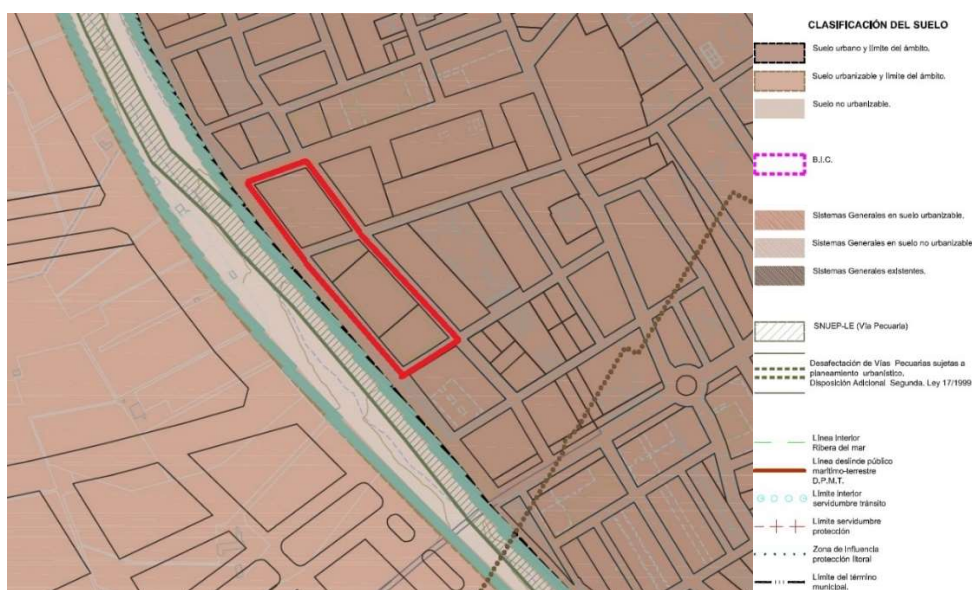 CLASIFICACIÓN DEL SUELO
Suelo urbano y límite del ámbito.
Suelo urbanizable y límite del ámbito.
Suelo no urbanizable.
B.I.C.
Sistemas Generales en suelo urbanizable.
Sistemas Generales en suelo no urbanizable
Sistemas Generales existentes.
SNUEP-LE (Vía Pecuaria)
Desafectación de Vías Pecuarias sujetas a
planeamiento urbanístico.
Disposición Adicional Segunda. Ley 17/1999
Línea interior
Ribera del mar
Línea deslinde público
marítimo-terrestre
D.P.M.T.
Límite interior
servidumbre tránsito
Límite servidumbre
protección
Zona de influencia
protección litoral
Límite del término
municipal.